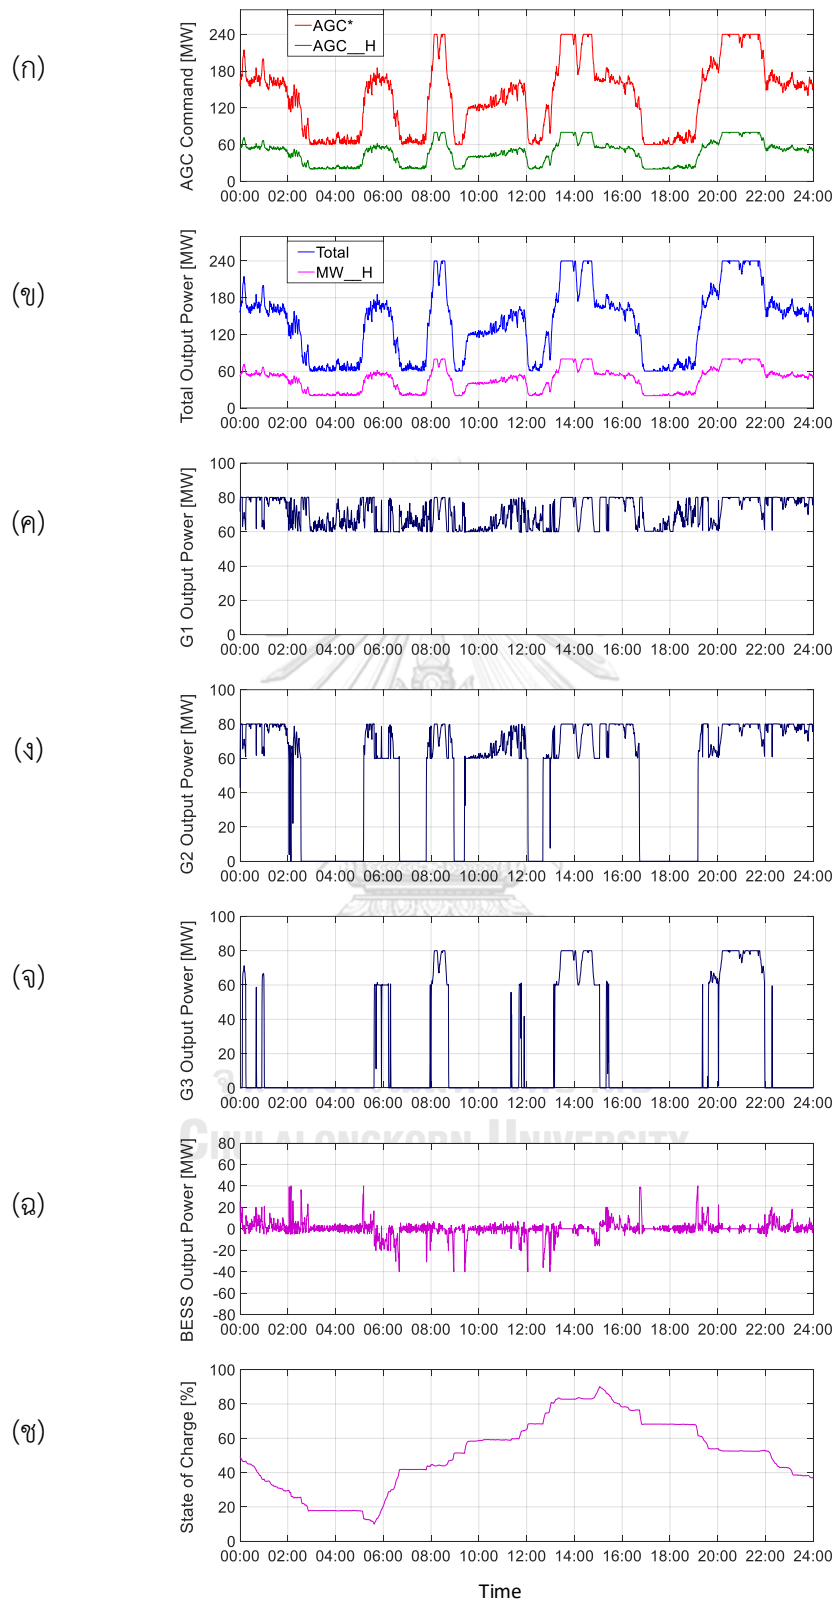 (ก)
AGC Command [MW]
240
180
120
60
0
AGC*
AGC__H
00:00 02:00 04:00 06:00 08:00 10:00 12:00 14:00 16:00 18:00 20:00 22:00 24:00
(ข)
Total Output Power [MW]
240
180
120
60
0
Total
MW__H
00:00 02:00 04:00 06:00 08:00 10:00 12:00 14:00 16:00 18:00 20:00 22:00 24:00
(ค)
G1 Output Power [MW]
100
80
60
40
20
0
00:00 02:00 04:00 06:00 08:00 10:00 12:00 14:00 16:00 18:00 20:00 22:00 24:00
(ง)
G2 Output Power [MW]
100
80
60
40
20
0
00:00 02:00 04:00 06:00 08:00 10:00 12:00 14:00 16:00 18:00 20:00 22:00 24:00
(จ)
G3 Output Power [MW]
100
80
60
40
20
0
00:00 02:00 04:00 06:00 08:00 10:00 12:00 14:00 16:00 18:00 20:00 22:00 24:00
CHULALONGKORN UNIVERSITY
(ฉ)
BESS Output Power [MW]
80
60
40
20
0
-20
-40
-60
-80
00:00 02:00 04:00 06:00 08:00 10:00 12:00 14:00 16:00 18:00 20:00 22:00 24:00
(ช)
State of Charge [%]
100
80
60
40
20
0
00:00 02:00 04:00 06:00 08:00 10:00 12:00 14:00 16:00 18:00 20:00 22:00 24:00
Time